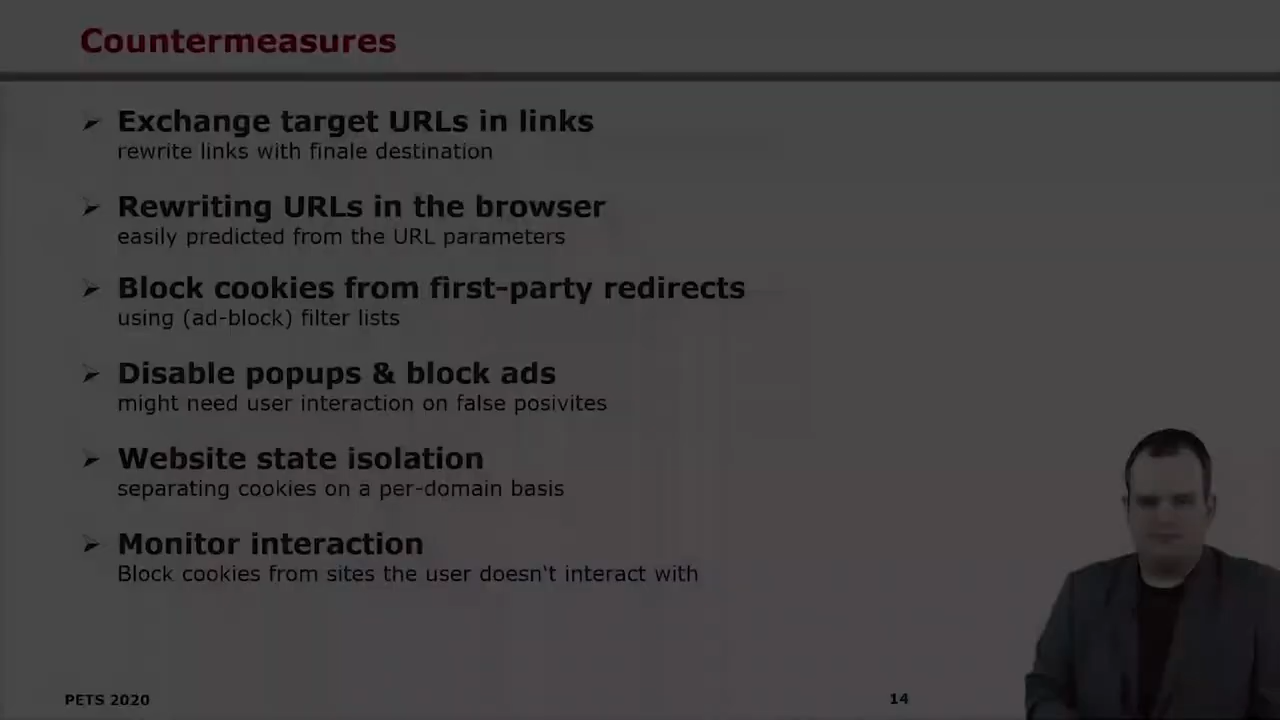 Countermeasures
Exchange target URLs in links
rewrite links with finale destination
Rewriting URLs in the browser
easily predicted from the URL parameters
Block cookies from first-party redirects
using (ad-block) filter lists
Disable popups & block ads
might need user interaction on false posivites
Website state isolation
separating cookies on a per-domain basis
Monitor interaction
Block cookies from sites the user doesn't interact with
PETS 2020
14